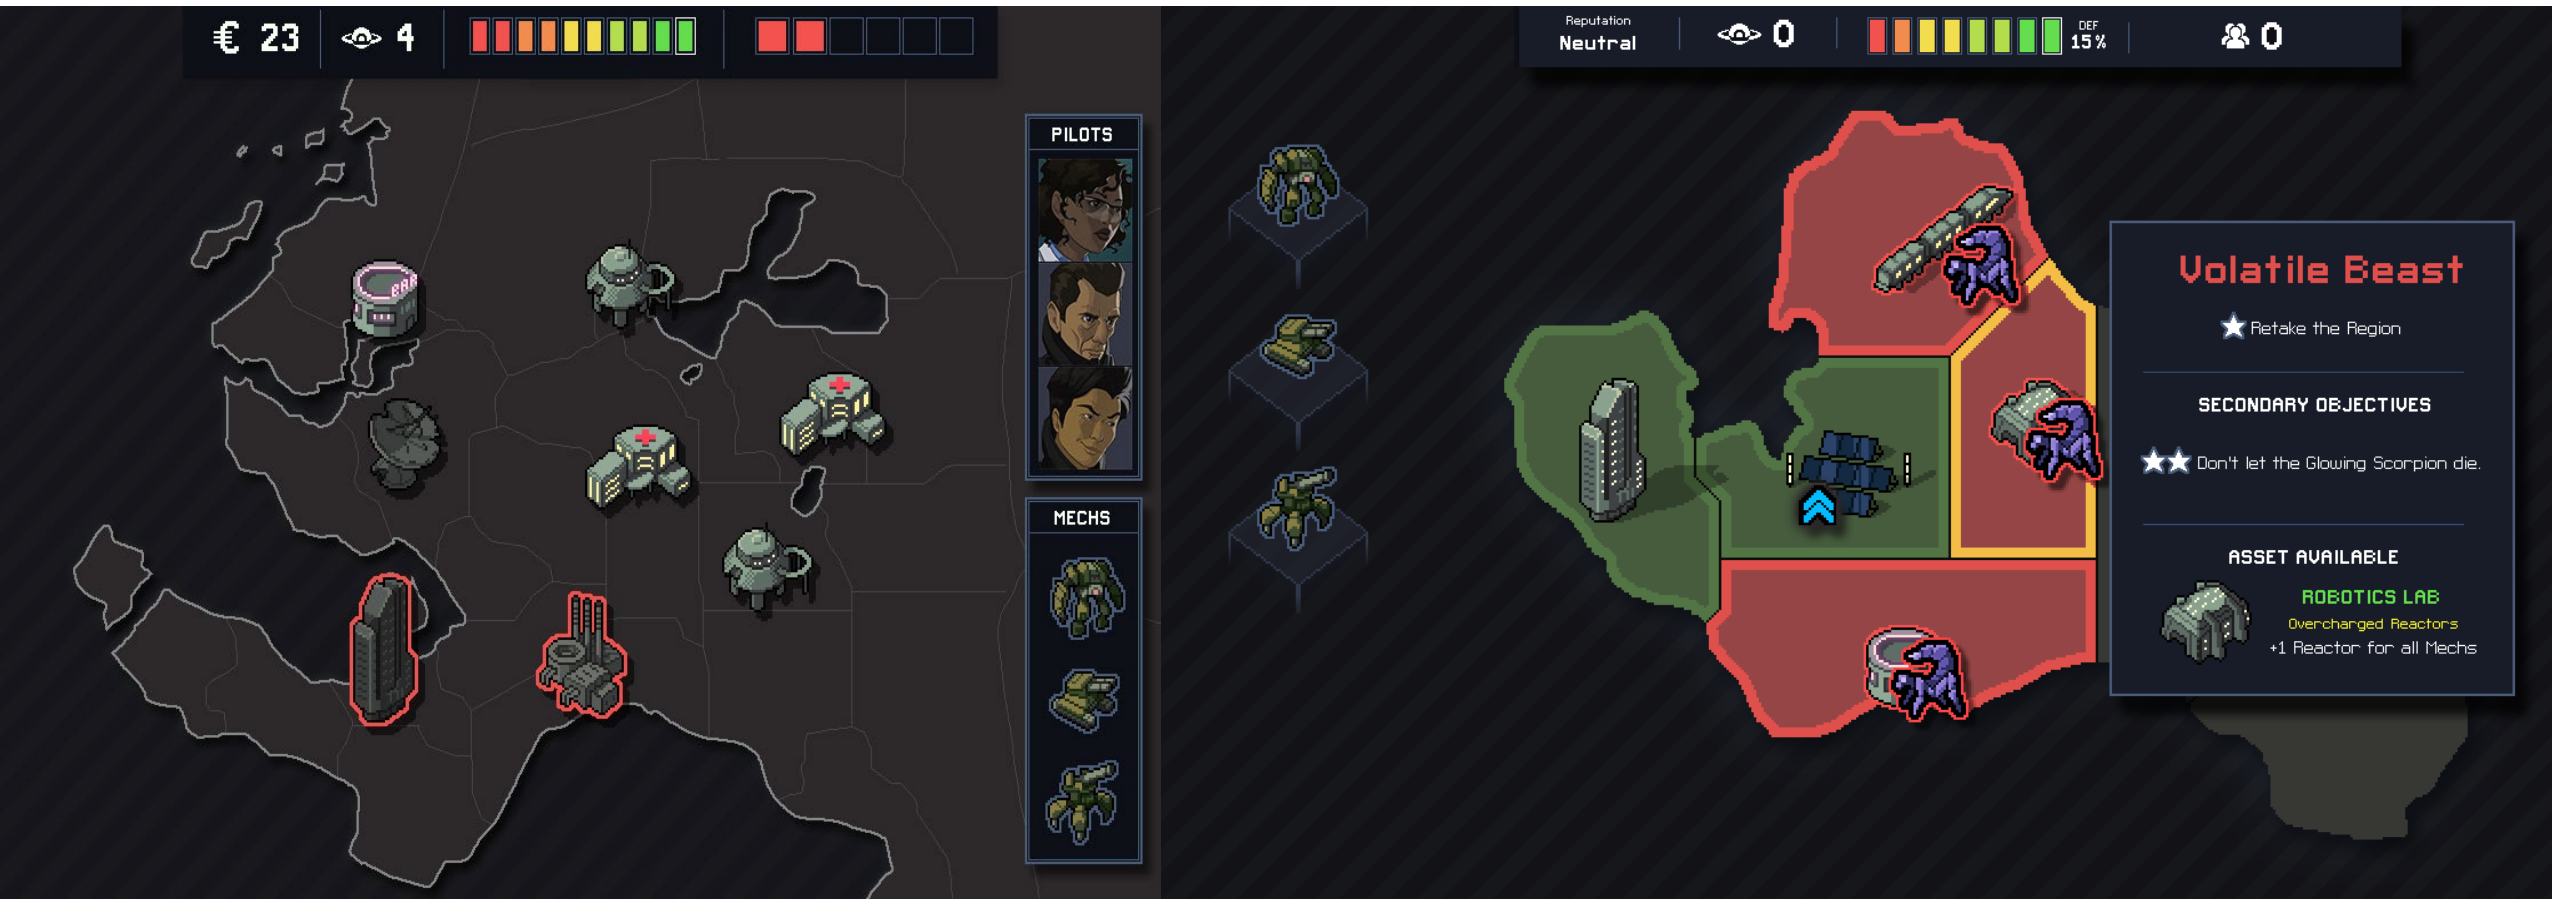 € 23
4
PILOTS
BAR
MECHS
Reputation
Neutral
0
DEF
15%
0
Volatile Beast
Retake the Region
SECONDARY OBJECTIVES
Don't let the Glowing Scorpion die.
ASSET AVAILABLE
ROBOTICS LAB
Overcharged Reactors
+1 Reactor for all Mechs